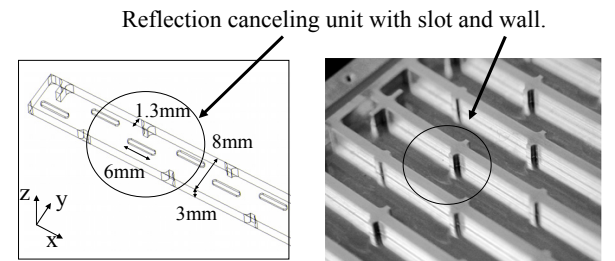 Reflection canceling unit with slot and wall.
1.3mm
8mm
6mm
3mm
z
y
x